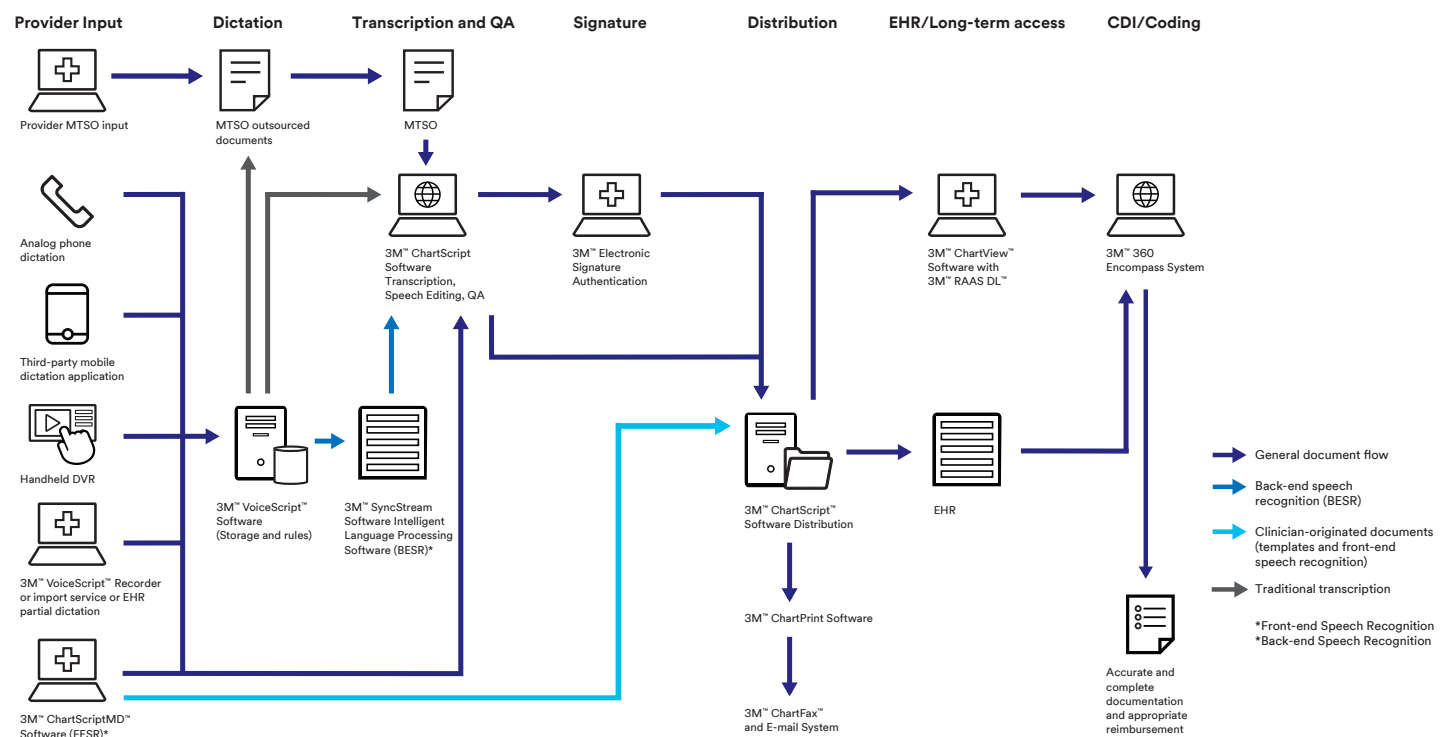 Provider Input
Dictation
Transcription and QA
Signature
Distribution
EHR/Long-term access
CDI/Coding
Provider MTSO input
MTSO outsourced
documents
MTSO
Analog phone
dictation
3M™ ChartScript
Software
Transcription,
Speech Editing, QA
3M™ Electronic
Signature
Authentication
3M™ ChartView™
Software with
3M™ RAAS DL™
3M™ 360
Encompass System
Third-party mobile
dictation application
Handheld DVR
3M™ VoiceScript™
Software
(Storage and rules)
3M™ SyncStream
Software Intelligent
Language Processing
Software (BESR)*
3M™ ChartScript™
Software Distribution
EHR
General document flow
Back-end speech
recognition (BESR)
Clinician-originated documents
(templates and front-end
speech recognition)
Traditional transcription
*Front-end Speech Recognition
*Back-end Speech Recognition
3M™ VoiceScript™ Recorder
or import service or EHR
partial dictation
3M™ ChartPrint Software
3M™ ChartScriptMD™
Software (FESR)*
3M™ ChartFax™
and E-mail System
Accurate and
complete
documentation
and appropriate
reimbursement